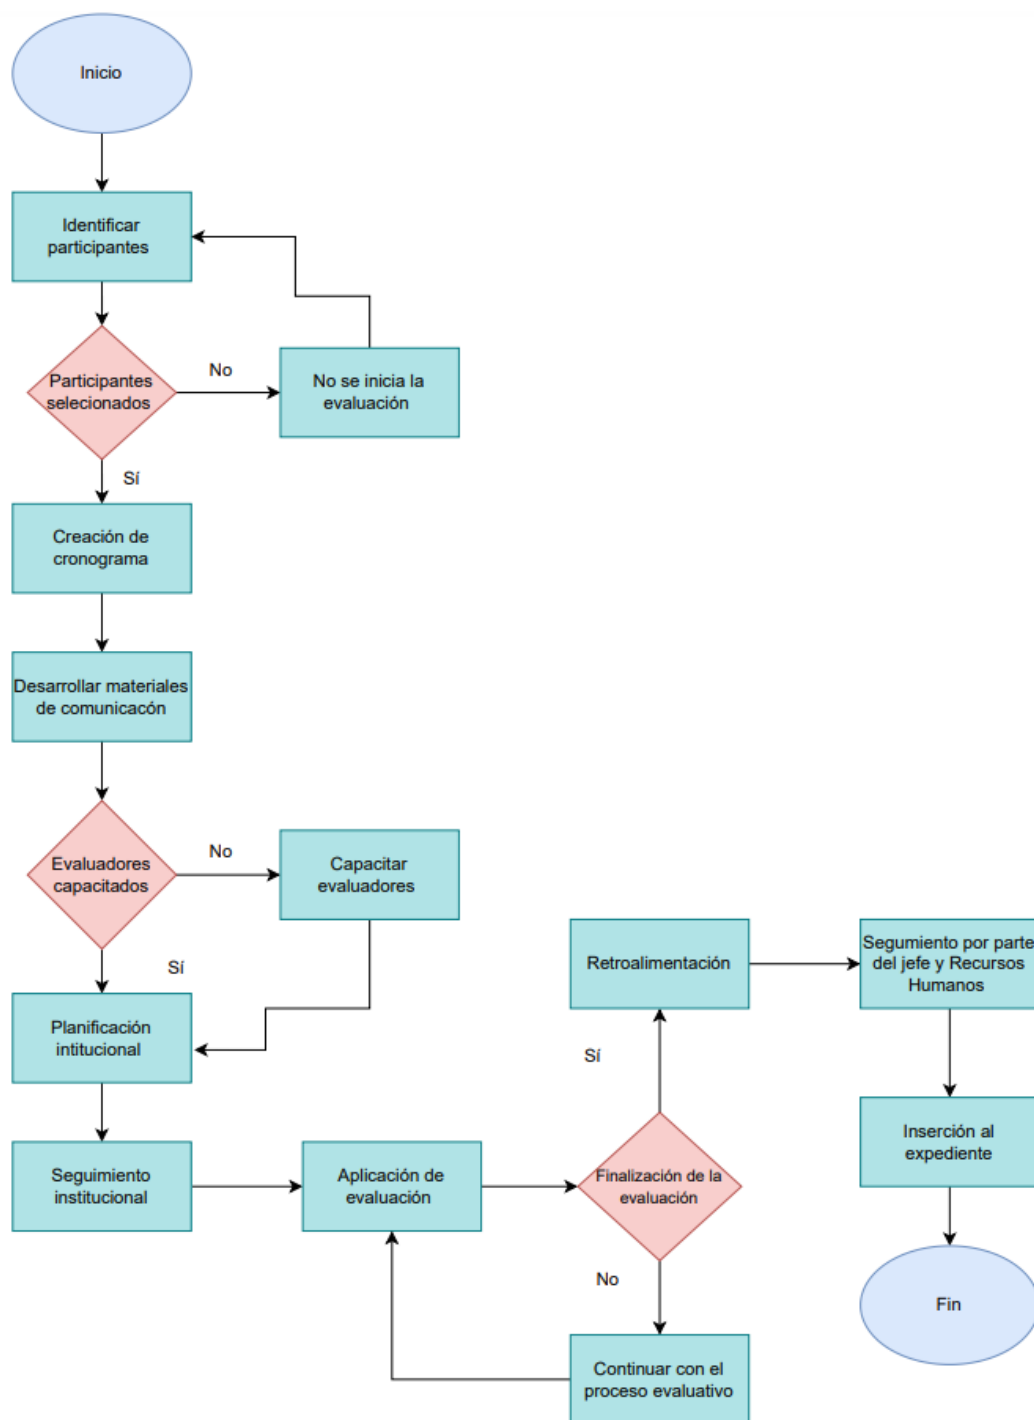 Inicio
Identificar
participantes
Participantes
selecionados
No
No se inicia la
evaluación
Sí
Creación de
cronograma
Desarrollar materiales
de comunicacón
Evaluadores
capacitados
No
Capacitar
evaluadores
Sí
Planificación
intitucional
Seguimiento
institucional
Aplicación de
evaluación
Finalización de la
evaluación
No
Continuar con el
proceso evaluativo
Sí
Retroalimentación
Segumiento por parte
del jefe y Recursos
Humanos
Inserción al
expediente
Fin